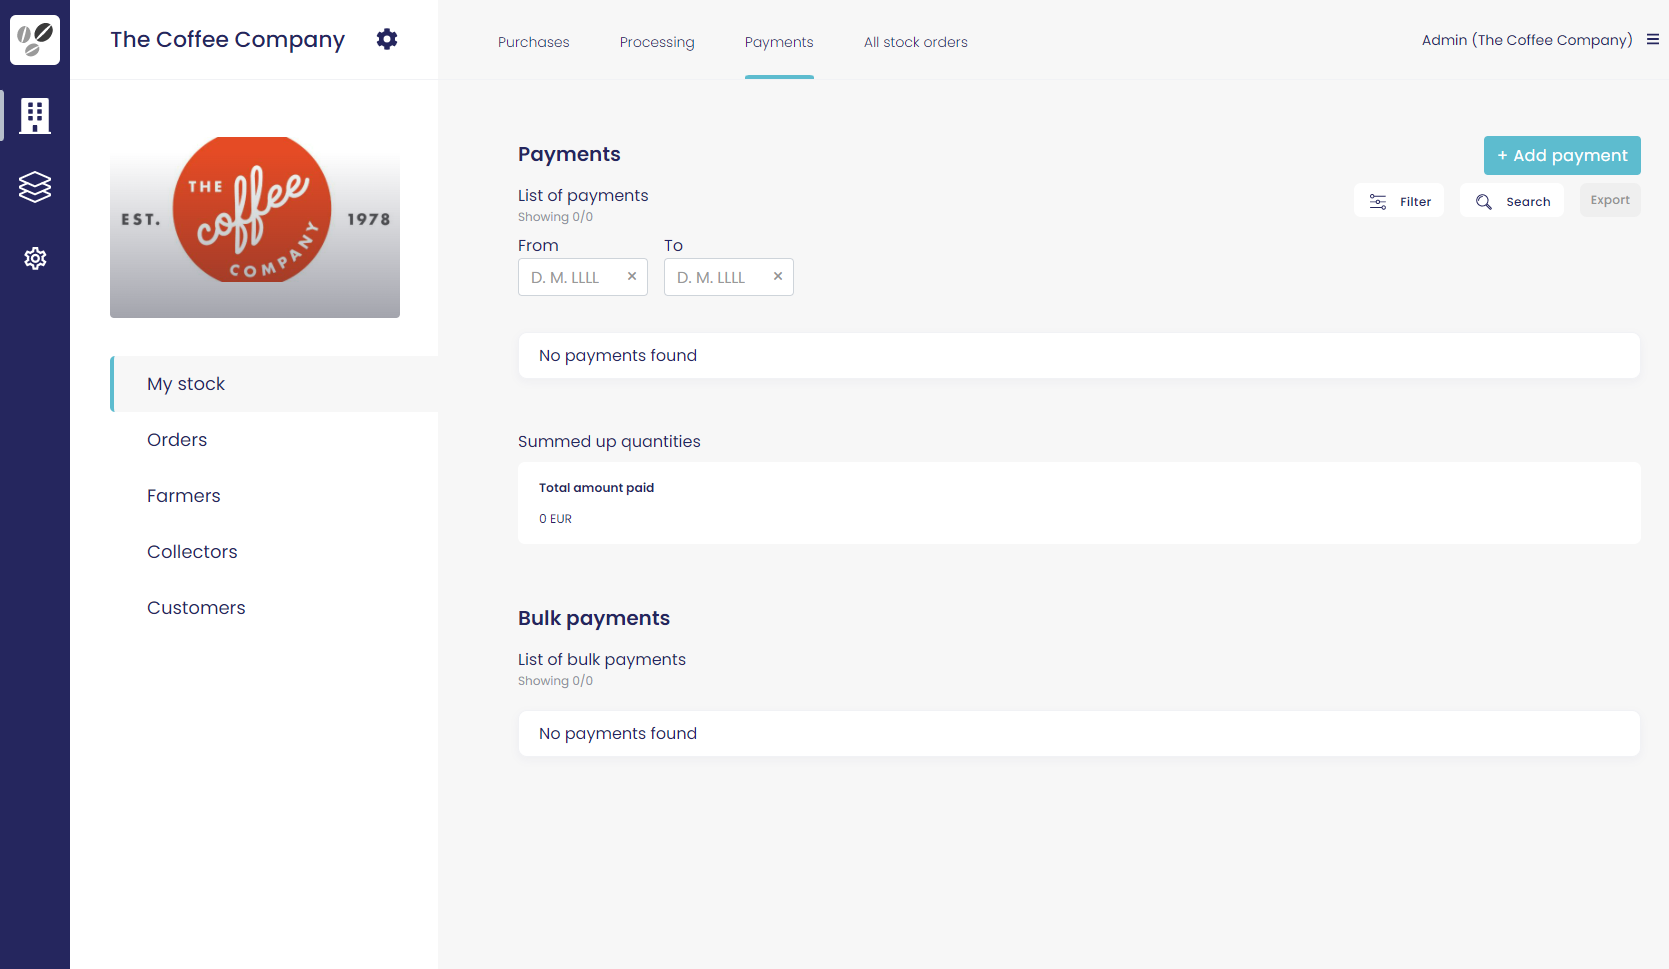 The Coffee Company
Purchases
Processing
Payments
All stock orders
Admin (The Coffee Company)
EST.
THE
coffee
COMPANY
1978
My stock
Orders
Farmers
Collectors
Customers
Payments
+ Add payment
List of payments
Showing 0/0
Filter
Search
Export
From
To
D. M. LLLL ×
D. M. LLLL ×
No payments found
Summed up quantities
Total amount paid
0 EUR
Bulk payments
List of bulk payments
Showing 0/0
No payments found